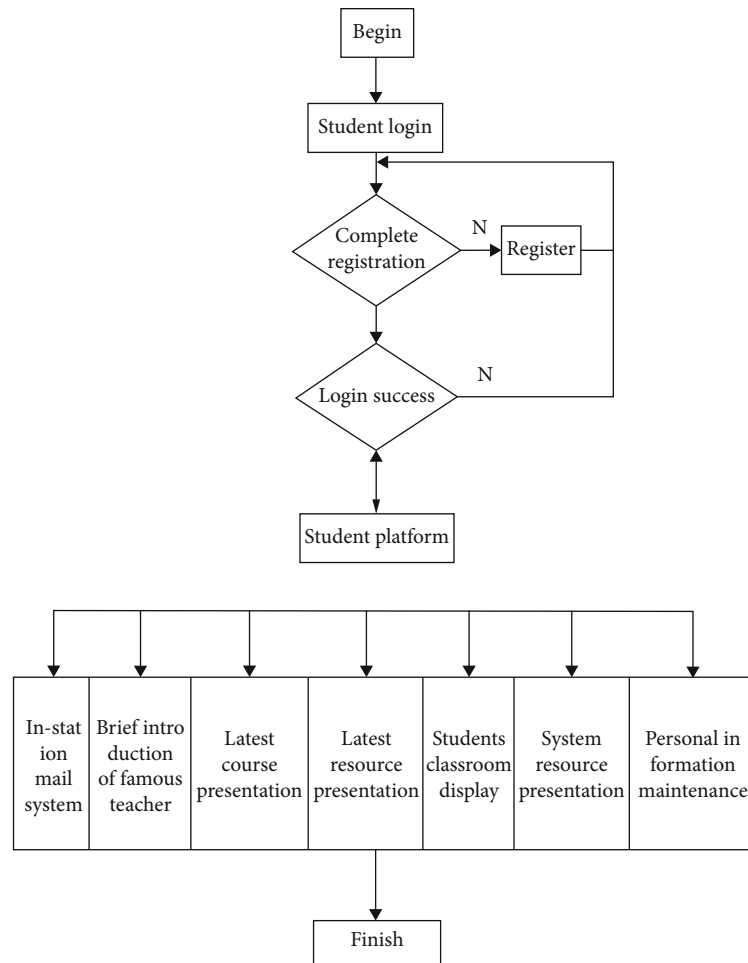 Begin
Student login
Complete
registration
N
Register
Login success
N
Student platform
In-stat
ion
mail
system
Brief intro
duction
of famous
teacher
Latest
course
presentation
Latest
resource
presentation
Students
classroom
display
System
resource
presentation
Personal in
formation
maintenance
Finish